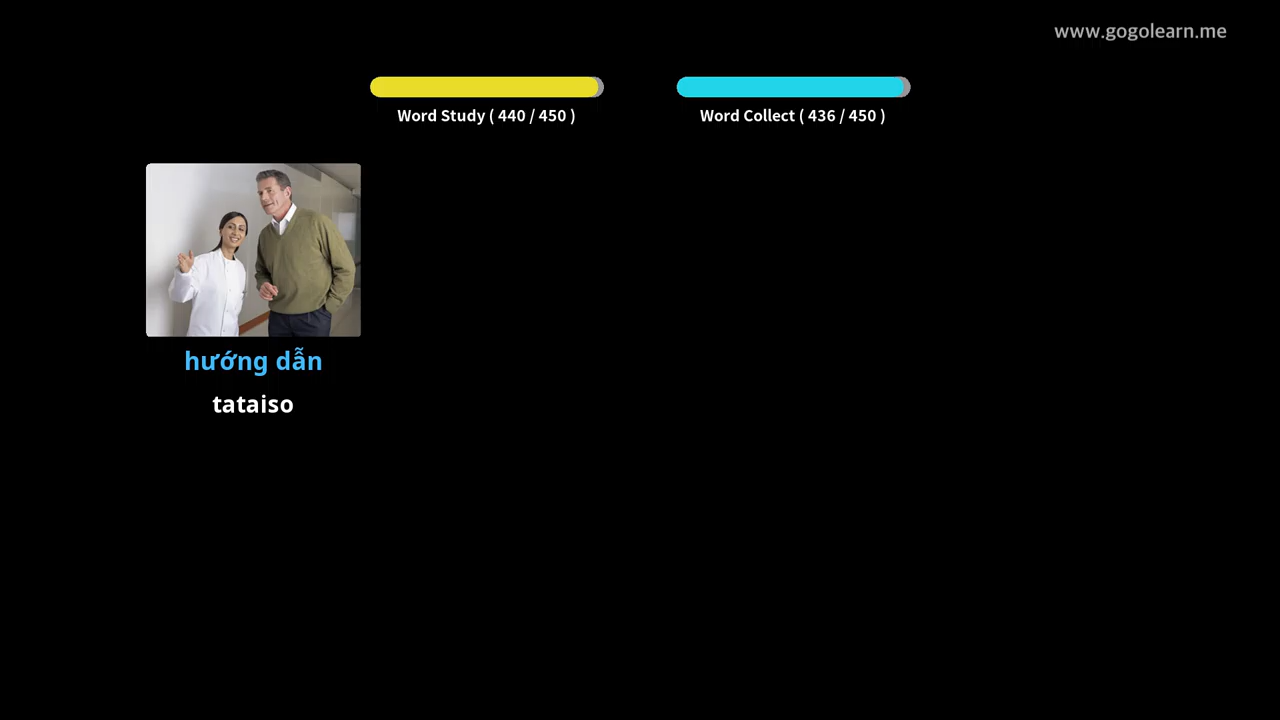 www.gogolearn.me
Word Study ( 440 / 450 )
Word Collect ( 436 / 450 )
hướng dẫn
tataiso